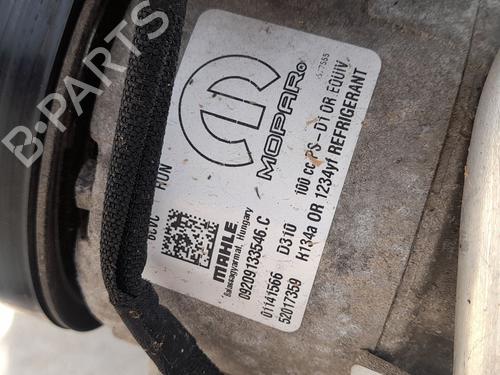 B-PARTS
MOPAR
100 cc PS-D1 OR EQUIV
R134a OR 1234yf REFRIGERANT
HUN
MAHLE
Balassagyarmat, Hungary
09209133546.C
01141566 D310
52017359